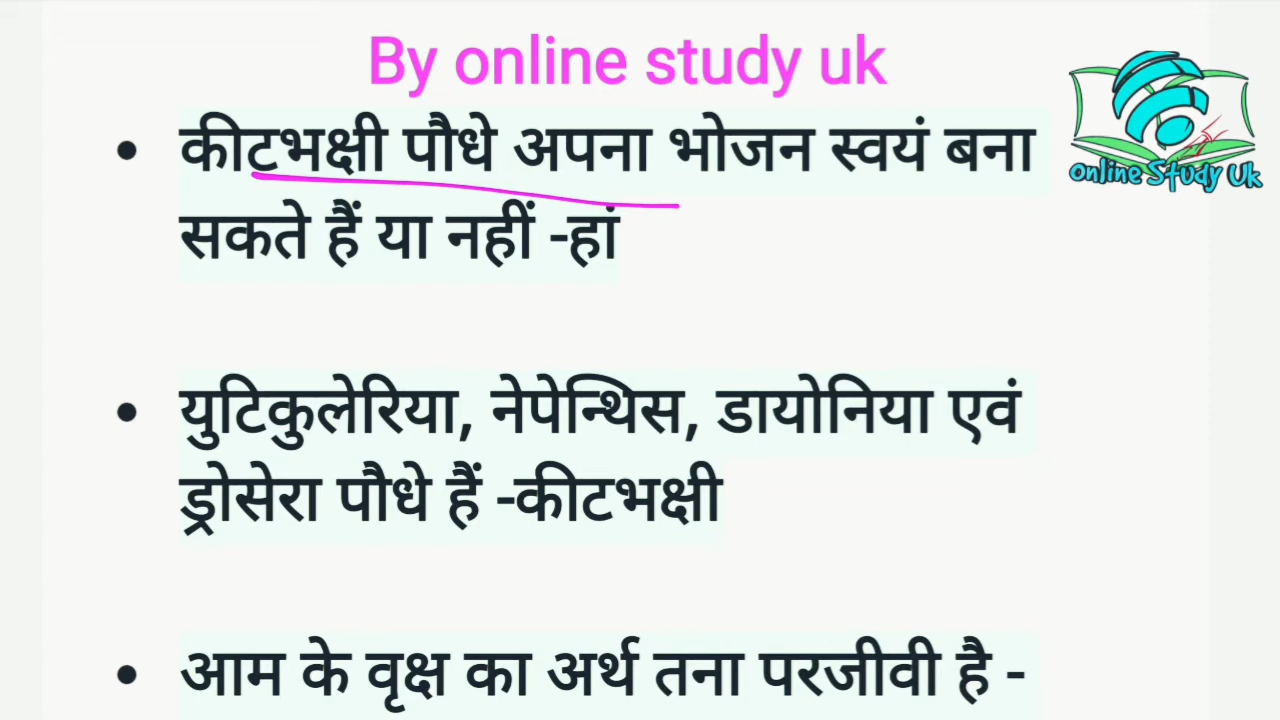 By online study uk
कीटभक्षी पौधे अपना भोजन स्वयं बना
सकते हैं या नहीं -हां
Online Study Uk
युटिकुलेरिया, नेपेन्थिस, डायोनिया एवं
ड्रोसेरा पौधे हैं -कीटभक्षी
आम के वृक्ष का अर्थ तना परजीवी है -